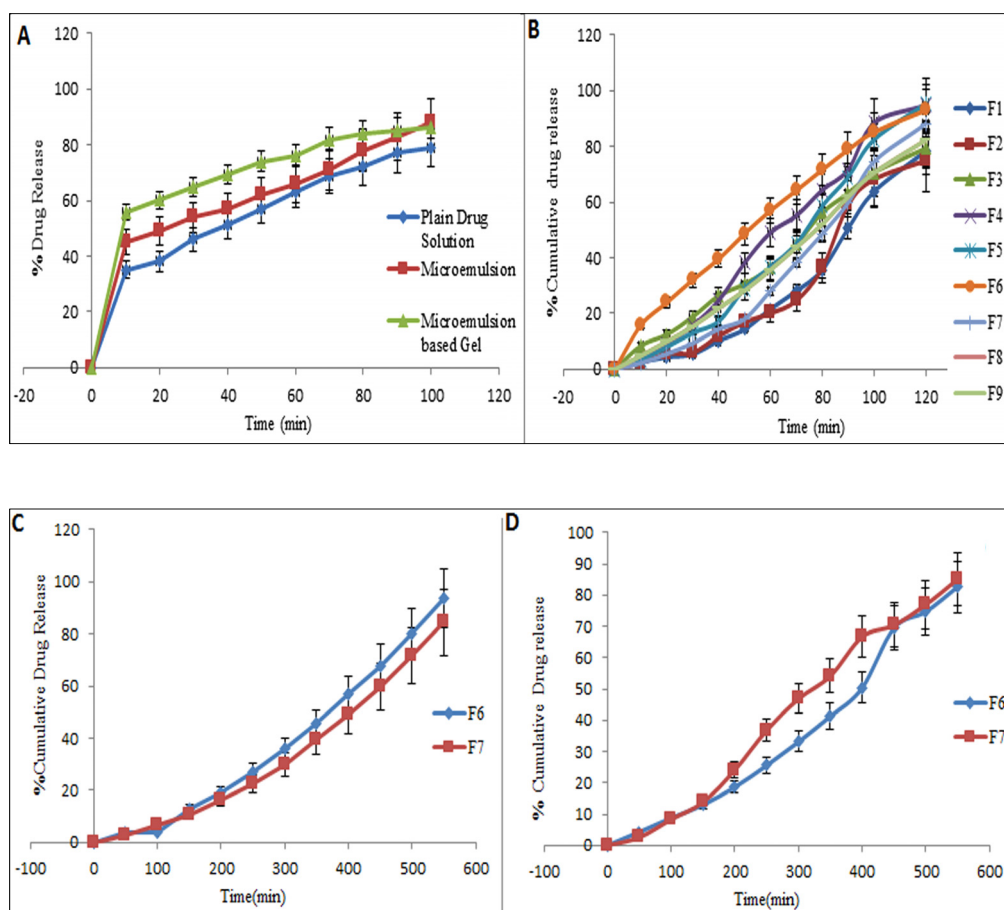 A
% Drug Release
120
100
80
60
40
20
0
-20 0 20 40 60 80 100 120
Time (min)
Plain Drug
Solution
Microemulsion
Microemulsion
based Gel
B
%Cumulative drug release
120
100
80
60
40
20
0
-20 0 20 40 60 80 100 120
Time (min)
F1
F2
F3
F4
F5
F6
F7
F8
F9
C
%Cumulative Drug Release
120
100
80
60
40
20
0
-100 0 100 200 300 400 500 600
Time(min)
F6
F7
D
% Cumulative Drug release
100
90
80
70
60
50
40
30
20
10
0
-100 0 100 200 300 400 500 600
Time(min)
F6
F7